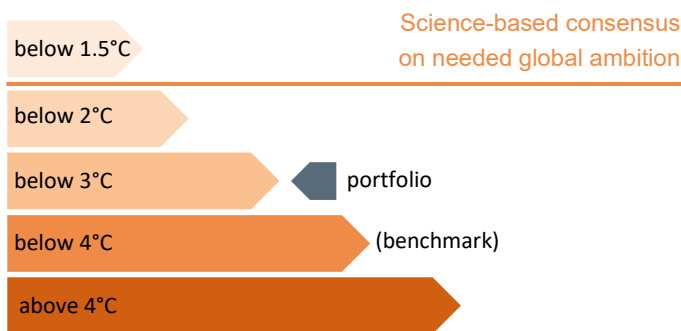 Science-based consensus
on needed global ambition
below 1.5°C
below 2°C
below 3°C
portfolio
below 4°C
(benchmark)
above 4°C